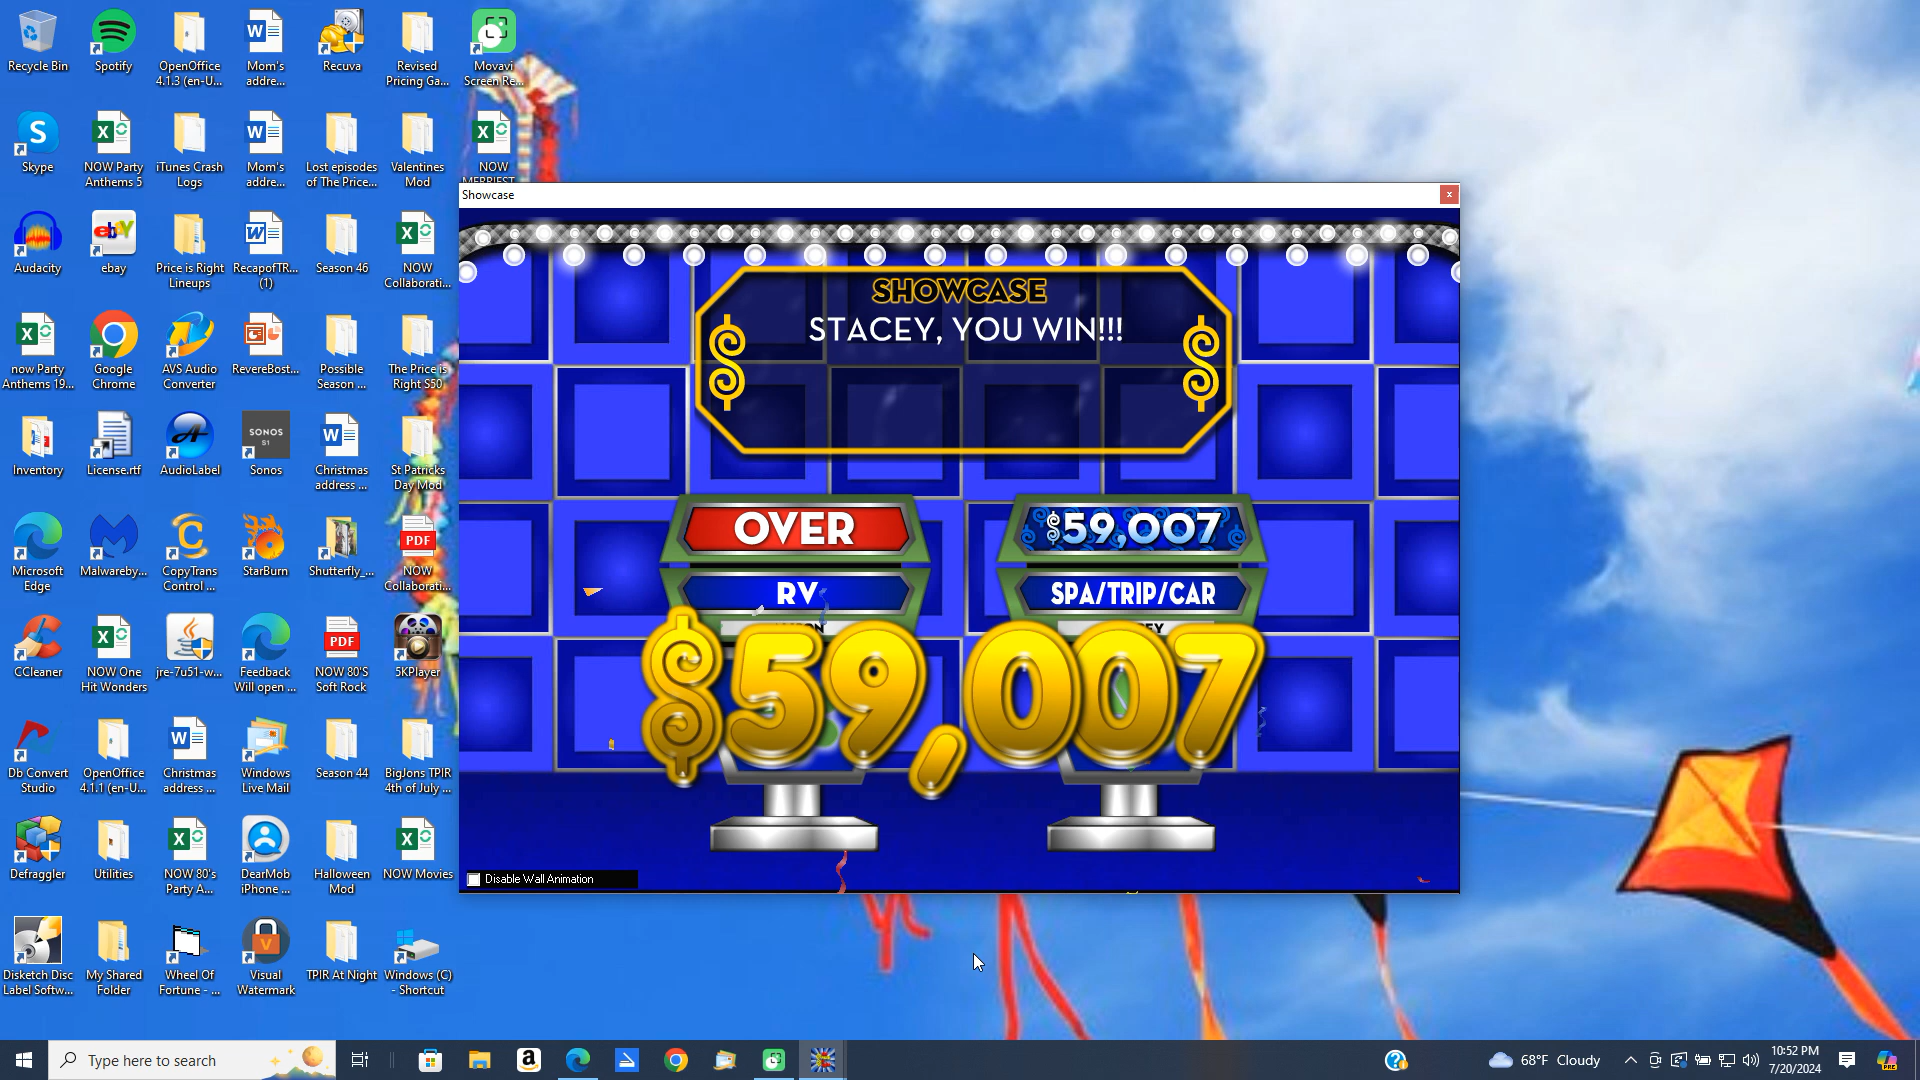 Recycle Bin
Spotify
OpenOffice
4.1.3 (en-U...
Mom's
addre...
Recuva
Revised
Pricing Ga...
Movavi
Screen Re...
Skype
NOW Party
Anthems 5
iTunes Crash
Logs
Mom's
addre...
Lost episodes
of The Price...
Valentines
Mod
NOW
MERRIEST
Audacity
ebay
Price is Right
Lineups
RecapofTR...
(1)
Season 46
NOW
Collaborati...
now Party
Anthems 19...
Google
Chrome
AVS Audio
Converter
RevereBost...
Possible
Season ...
The Price is
Right S50
Inventory
License.rtf
AudioLabel
SONOS
S1
Sonos
Christmas
address ...
St Patricks
Day Mod
Microsoft
Edge
Malwareby...
CopyTrans
Control ...
StarBurn
Shutterfly_...
PDF
NOW
Collaborati...
CCleaner
NOW One
Hit Wonders
jre-7u51-w...
Feedback
Will open ...
PDF
NOW 80'S
Soft Rock
5KPlayer
Db Convert
Studio
OpenOffice
4.1.1 (en-U...
Christmas
address ...
Windows
Live Mail
Season 44
BigJons TPIR
4th of July ...
Defraggler
Utilities
NOW 80's
Party A...
DearMob
iPhone ...
Halloween
Mod
NOW Movies
Disketch Disc
Label Softw...
My Shared
Folder
Wheel Of
Fortune - ...
Visual
Watermark
TPIR At Night
Windows (C)
- Shortcut
Showcase
SHOWCASE
STACEY, YOU WIN!!!
OVER
$59,007
RV
SPA/TRIP/CAR
$59,007
Disable Wall Animation
Type here to search
68°F Cloudy
10:52 PM
7/20/2024